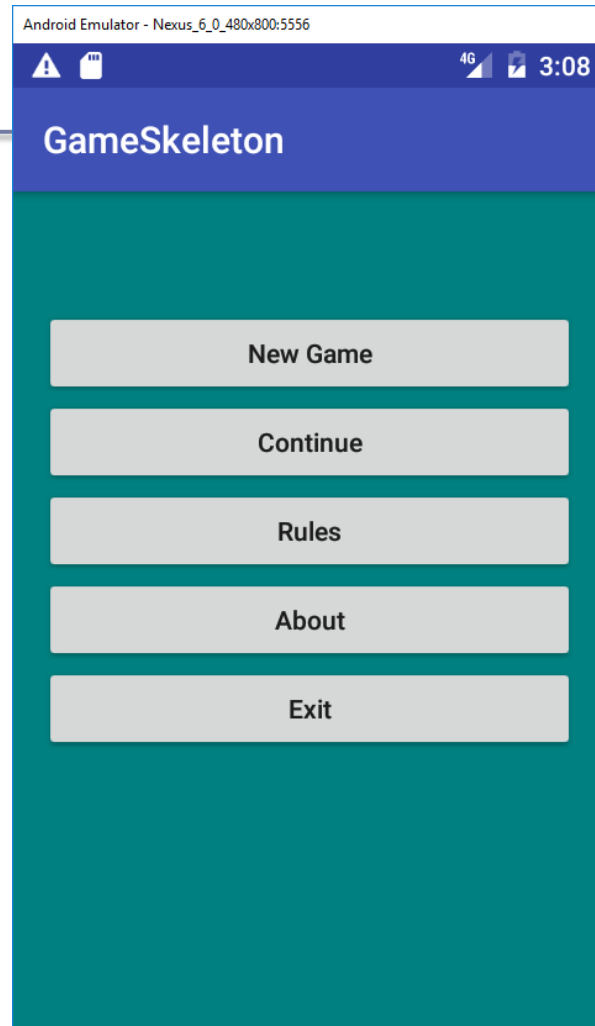 Android Emulator - Nexus_6_0_480x800:5556
4G 3:08
GameSkeleton
New Game
Continue
Rules
About
Exit